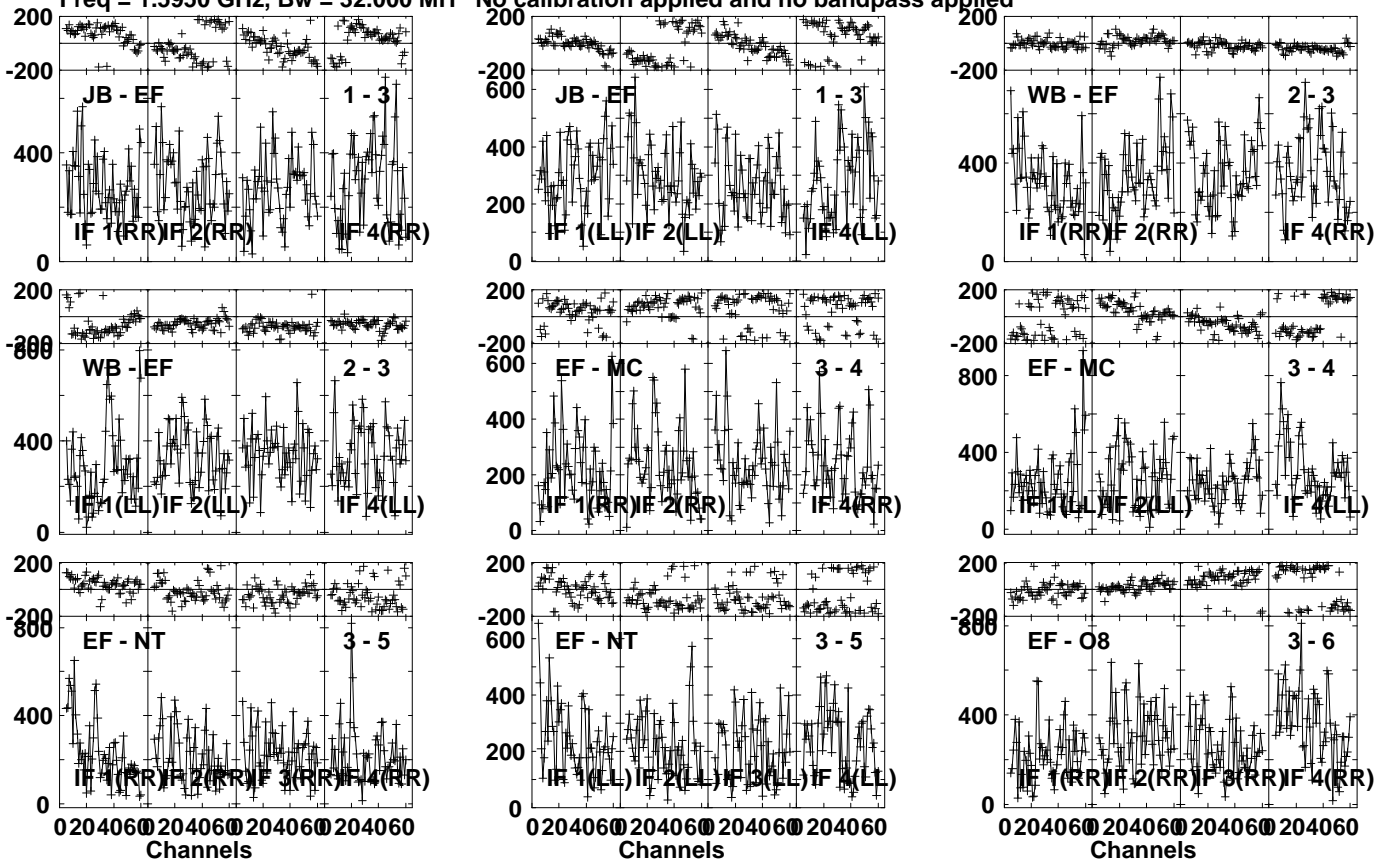 Freq = 1.5950 GHz, Bw = 32.000 MH No calibration applied and no bandpass applied
200
-200
JB - EF 1 - 3
400
0
IF 1(RR) IF 2(RR) IF 4(RR)
200
-200
JB - EF 1 - 3
600
400
200
0
IF 1(LL) IF 2(LL) IF 4(LL)
200
-200
WB - EF 2 - 3
400
0
IF 1(RR) IF 2(RR) IF 4(RR)
200
-200
800
WB - EF 2 - 3
400
0
IF 1(LL) IF 2(LL) IF 4(LL)
200
-200
600
EF - MC 3 - 4
400
200
0
IF 1(RR) IF 2(RR) IF 4(RR)
200
-200
800
EF - MC 3 - 4
400
0
IF 1(LL) IF 2(LL) IF 4(LL)
200
-200
800
EF - NT 3 - 5
400
0
IF 1(RR) IF 2(RR) IF 3(RR) IF 4(RR)
0 20 40 60 0 20 40 60 0 20 40 60 0 20 40 60
Channels
200
-200
600
EF - NT 3 - 5
400
200
0
IF 1(LL) IF 2(LL) IF 3(LL) IF 4(LL)
0 20 40 60 0 20 40 60 0 20 40 60 0 20 40 60
Channels
200
-200
800
EF - O8 3 - 6
400
0
IF 1(RR) IF 2(RR) IF 3(RR) IF 4(RR)
0 20 40 60 0 20 40 60 0 20 40 60 0 20 40 60
Channels